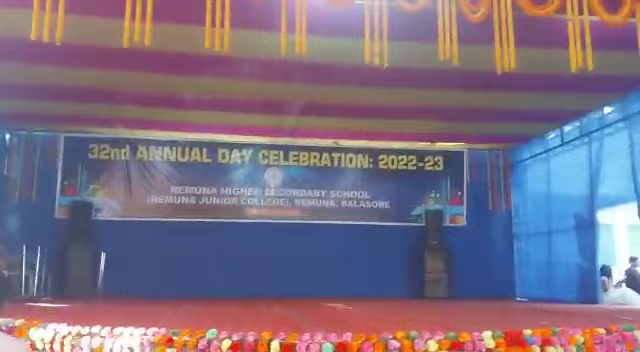 32nd ANNUAL DAY CELEBRATION: 2022-23
REMUNA HIGHER SECONDARY SCHOOL
(REMUNA JUNIOR COLLEGE), REMUNA, BALASORE